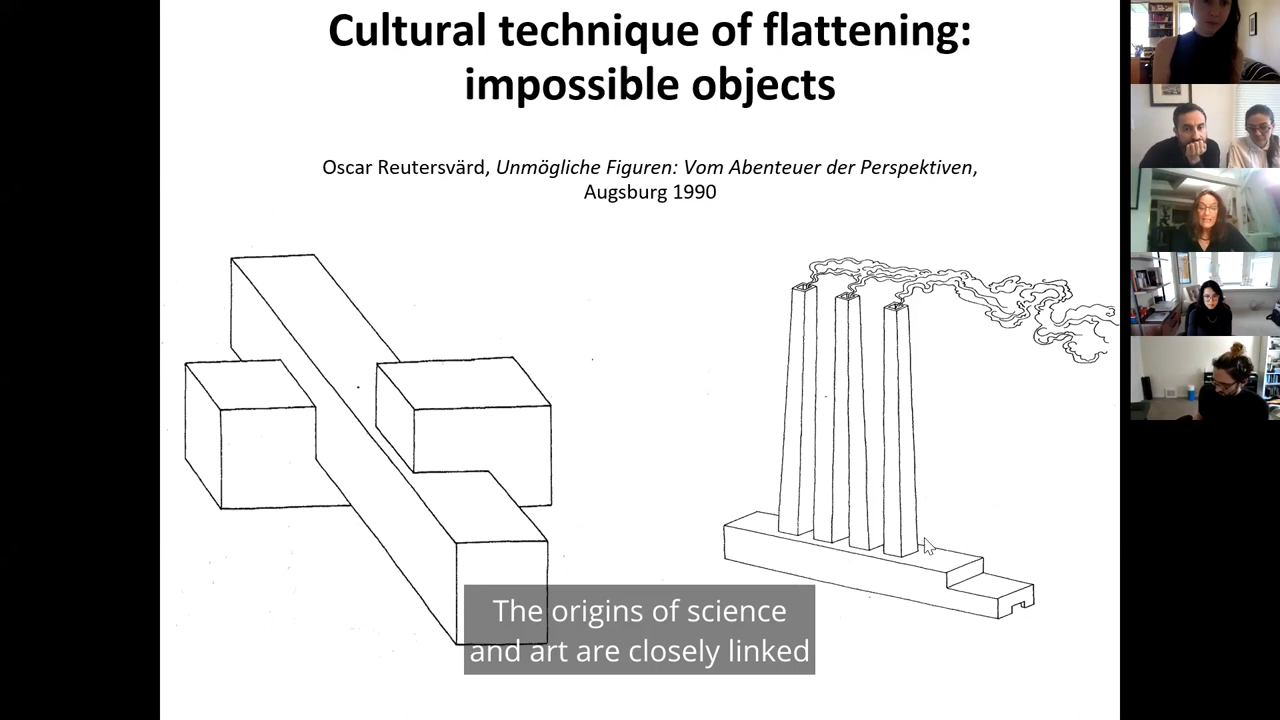 Cultural technique of flattening:
impossible objects
Oscar Reutersvärd, Unmögliche Figuren: Vom Abenteuer der Perspektiven,
Augsburg 1990
The origins of science
and art are closely linked